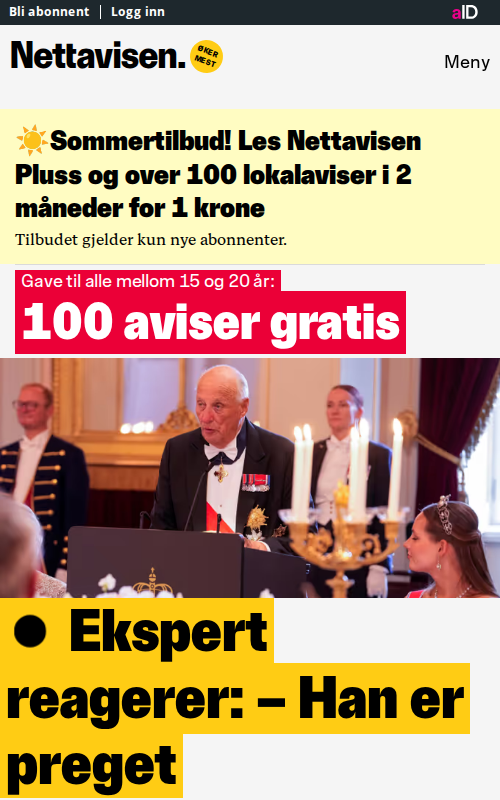 Bli abonnent | Logg inn
aID
Nettavisen.
ØKER
MEST
Meny
☀️Sommertilbud! Les Nettavisen
Pluss og over 100 lokalaviser i 2
måneder for 1 krone
Tilbudet gjelder kun nye abonnenter.
Gave til alle mellom 15 og 20 år:
100 aviser gratis
● Ekspert
reagerer: – Han er
preget